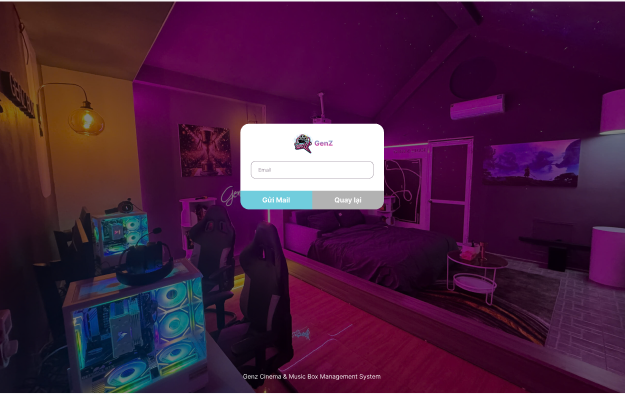 GenZ
Email
Gửi Mail
Quay lại
Genz Cinema & Music Box Management System